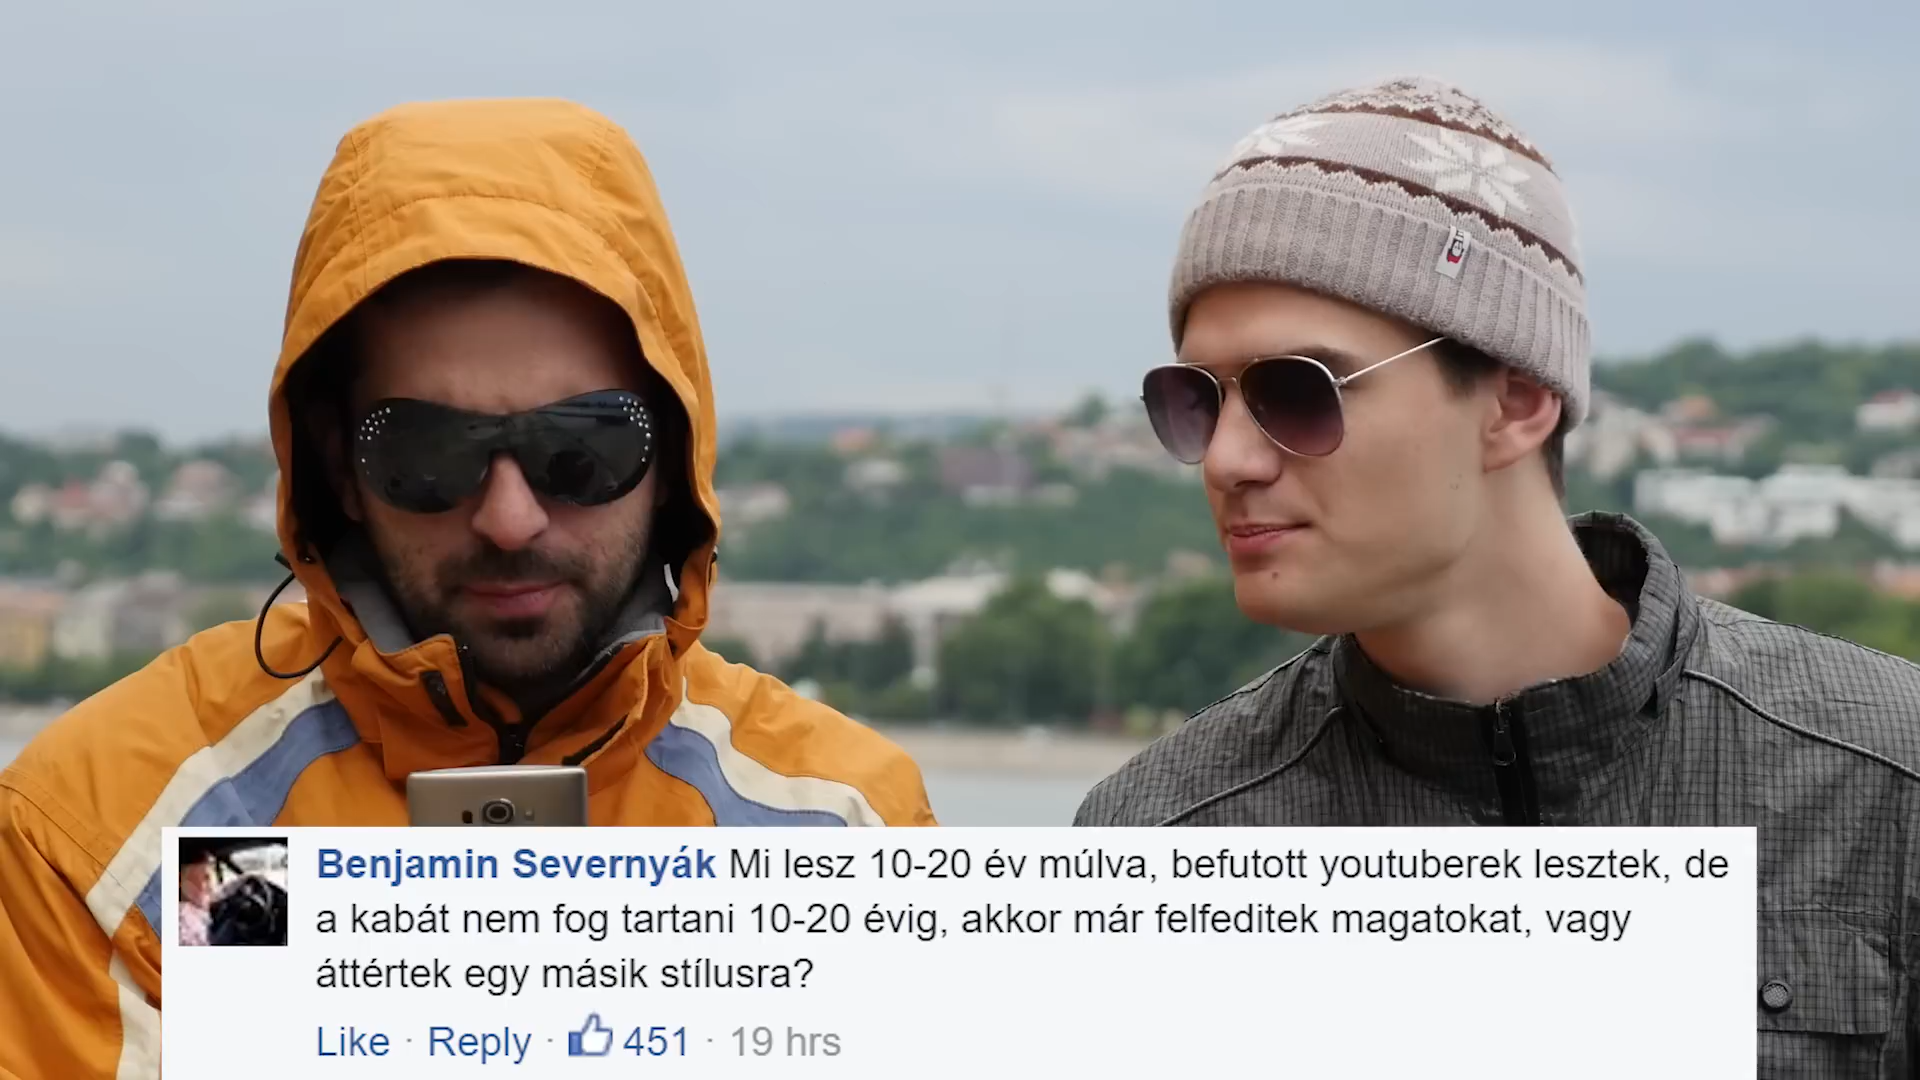 Benjamin Severnyák Mi lesz 10-20 év múlva, befutott youtuberek lesztek, de
a kabát nem fog tartani 10-20 évig, akkor már felfeditek magatokat, vagy
áttértek egy másik stílusra?
Like · Reply · 451 · 19 hrs